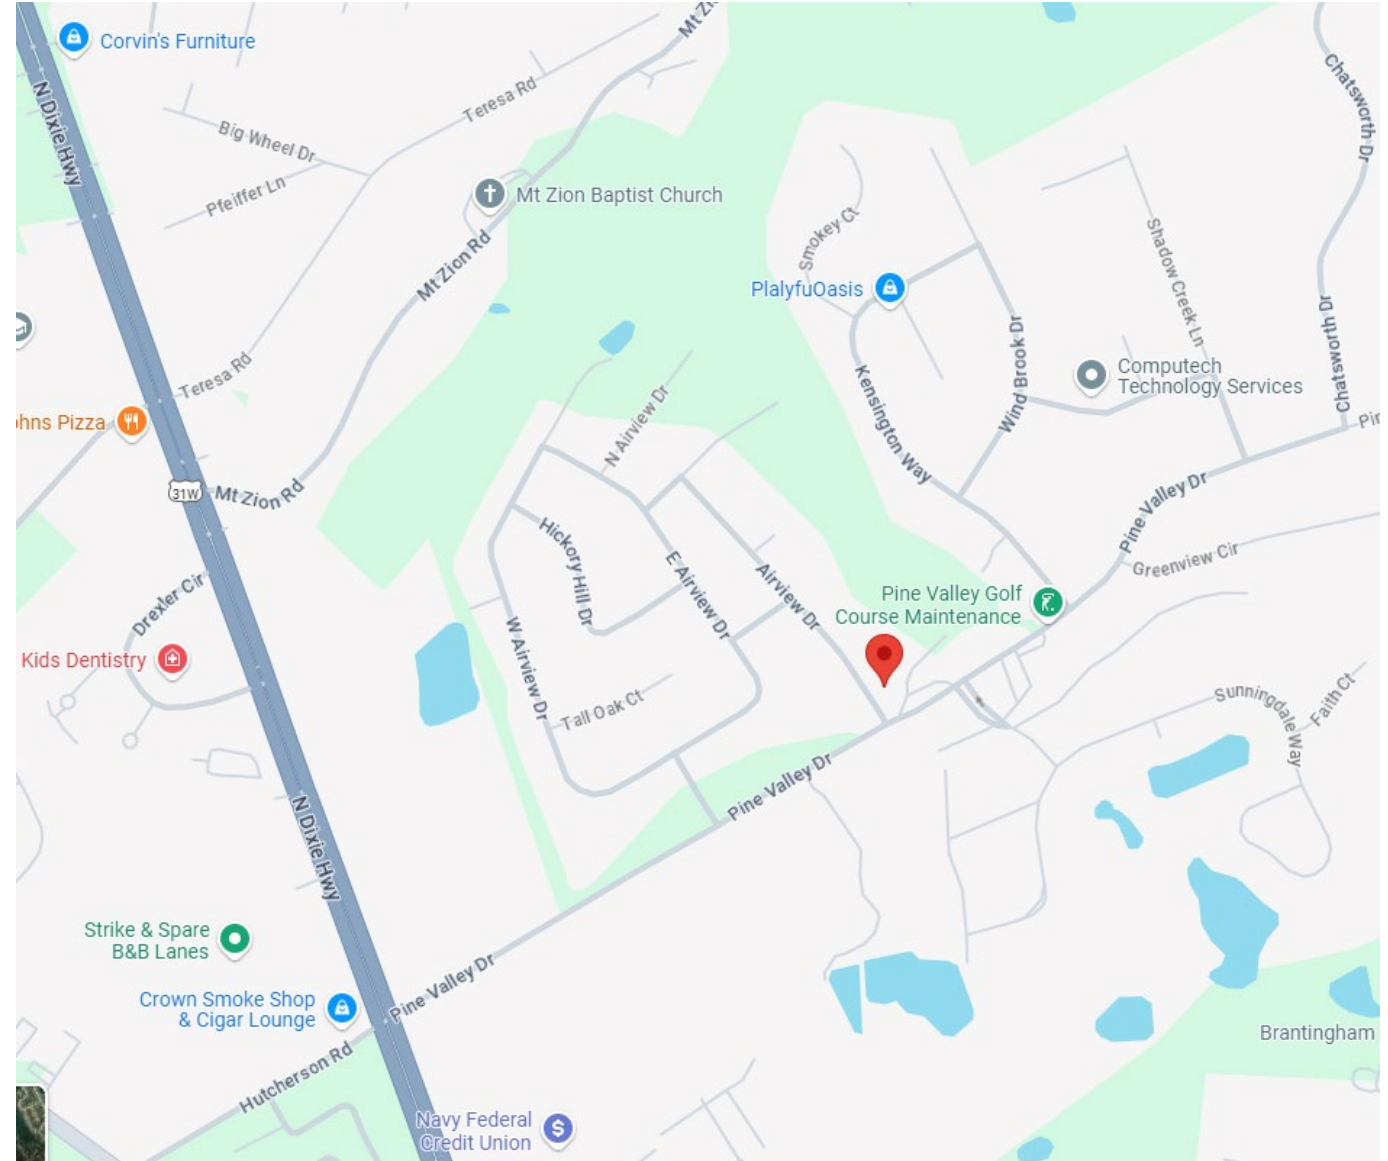 Corvin's Furniture
Mt Zi
N Dixie Hwy
Teresa Rd
Big Wheel Dr
Pfeiffer Ln
Chatsworth Dr
Mt Zion Baptist Church
Smokey Ct
Mt Zion Rd
PlalyfuOasis
Shadow Creek Ln
Wind Brook Dr
Chatsworth Dr
Teresa Rd
Computech
Technology Services
Kensington Way
N Airview Dr
ohns Pizza
Pin
31W
Mt Zion Rd
Pine Valley Dr
Hickory Hill Dr
E Airview Dr
Airview Dr
Greenview Cir
Drexler Cir
Pine Valley Golf
Course Maintenance
W Airview Dr
Kids Dentistry
Tall Oak Ct
Sunningdale Way
Faith Ct
Pine Valley Dr
N Dixie Hwy
Strike & Spare
B&B Lanes
Pine Valley Dr
Crown Smoke Shop
& Cigar Lounge
Brantingham
Hutcherson Rd
Navy Federal
Credit Union